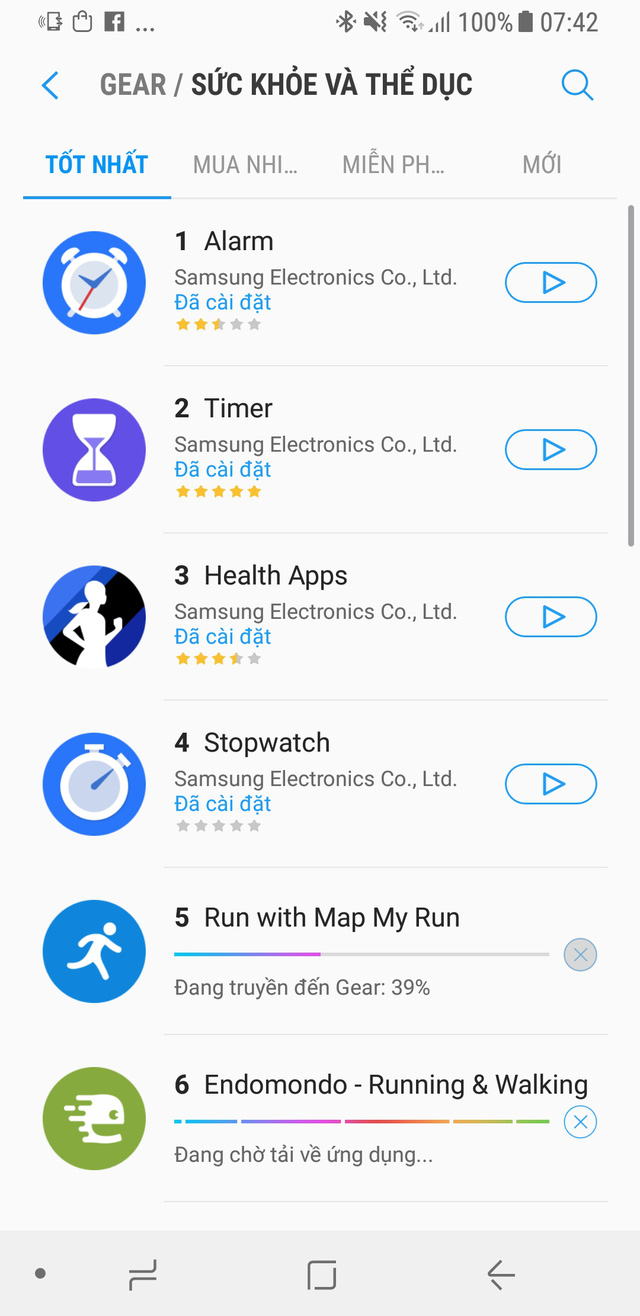 100% 07:42
GEAR / SỨC KHỎE VÀ THỂ DỤC
TỐT NHẤT MUA NHI... MIỄN PH... MỚI
1 Alarm
Samsung Electronics Co., Ltd.
Đã cài đặt
2 Timer
Samsung Electronics Co., Ltd.
Đã cài đặt
3 Health Apps
Samsung Electronics Co., Ltd.
Đã cài đặt
4 Stopwatch
Samsung Electronics Co., Ltd.
Đã cài đặt
5 Run with Map My Run
Đang truyền đến Gear: 39%
6 Endomondo - Running & Walking
Đang chờ tải về ứng dụng...